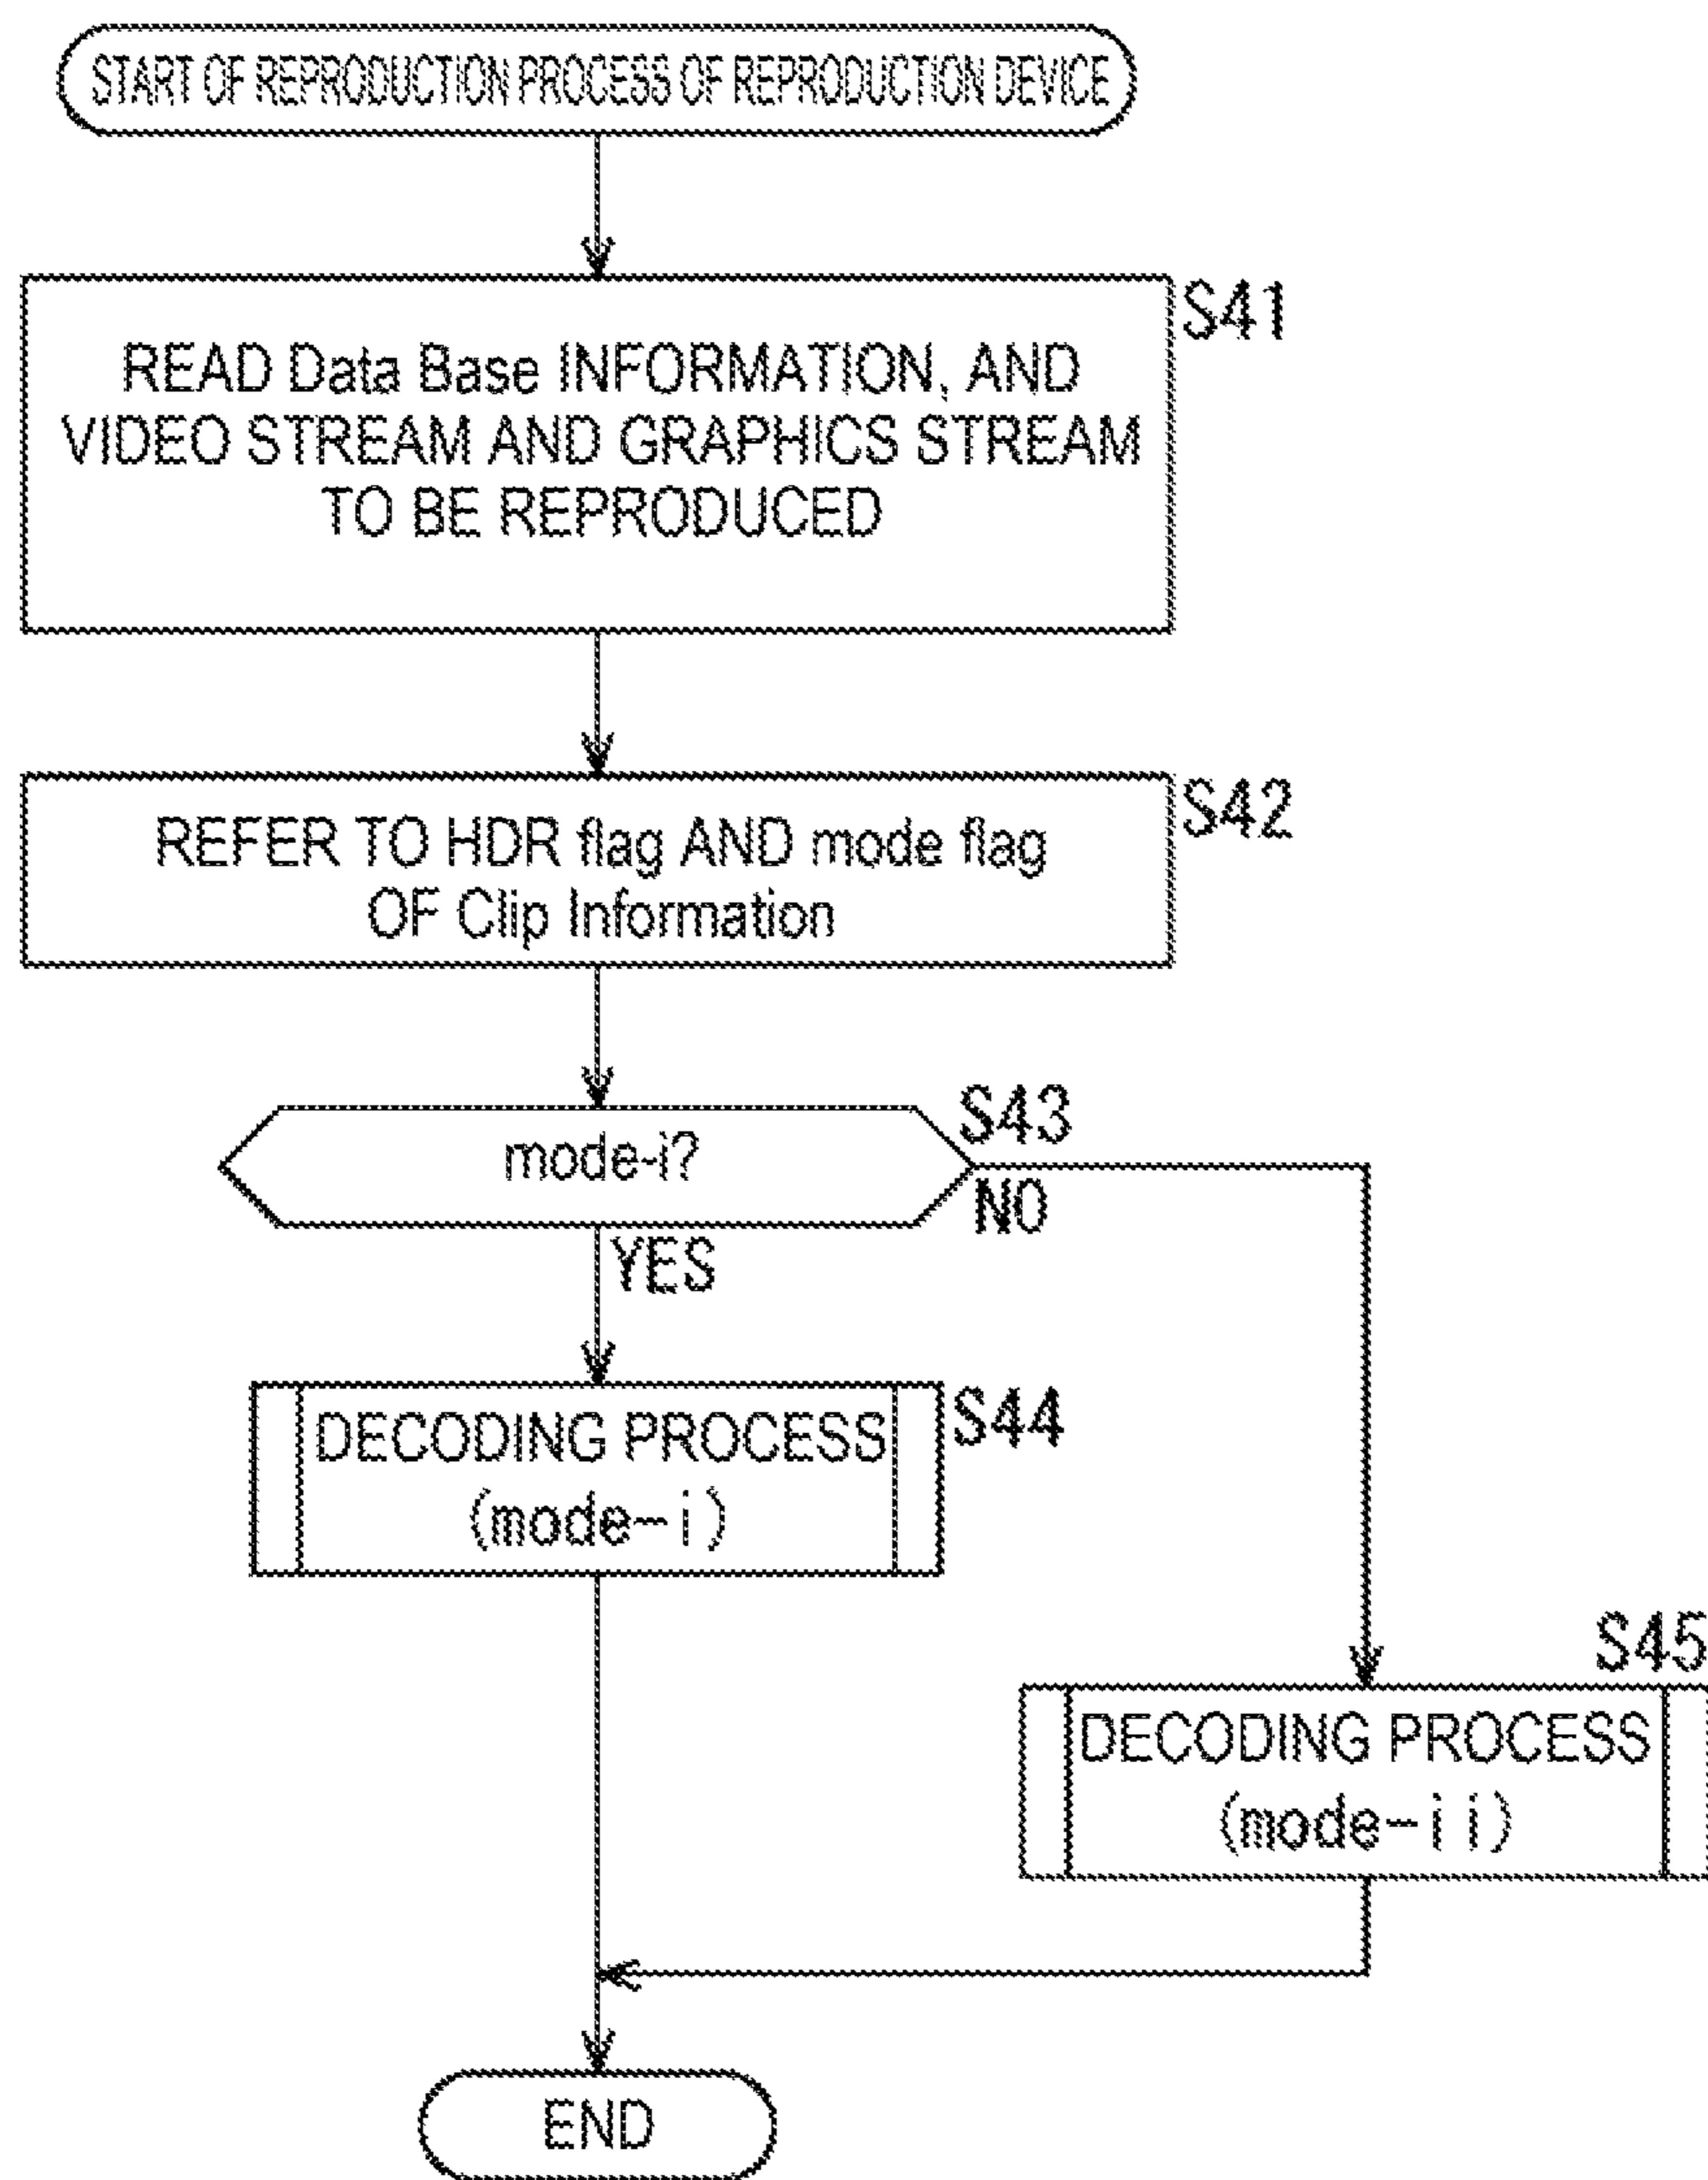 START OF REPRODUCTION PROCESS OF REPRODUCTION DEVICE
S41
READ Data Base INFORMATION, AND
VIDEO STREAM AND GRAPHICS STREAM
TO BE REPRODUCED
S42
REFER TO HDR flag AND mode flag
OF Clip Information
S43
mode-i?
NO
YES
S44
DECODING PROCESS
(mode-i)
S45
DECODING PROCESS
(mode-ii)
END